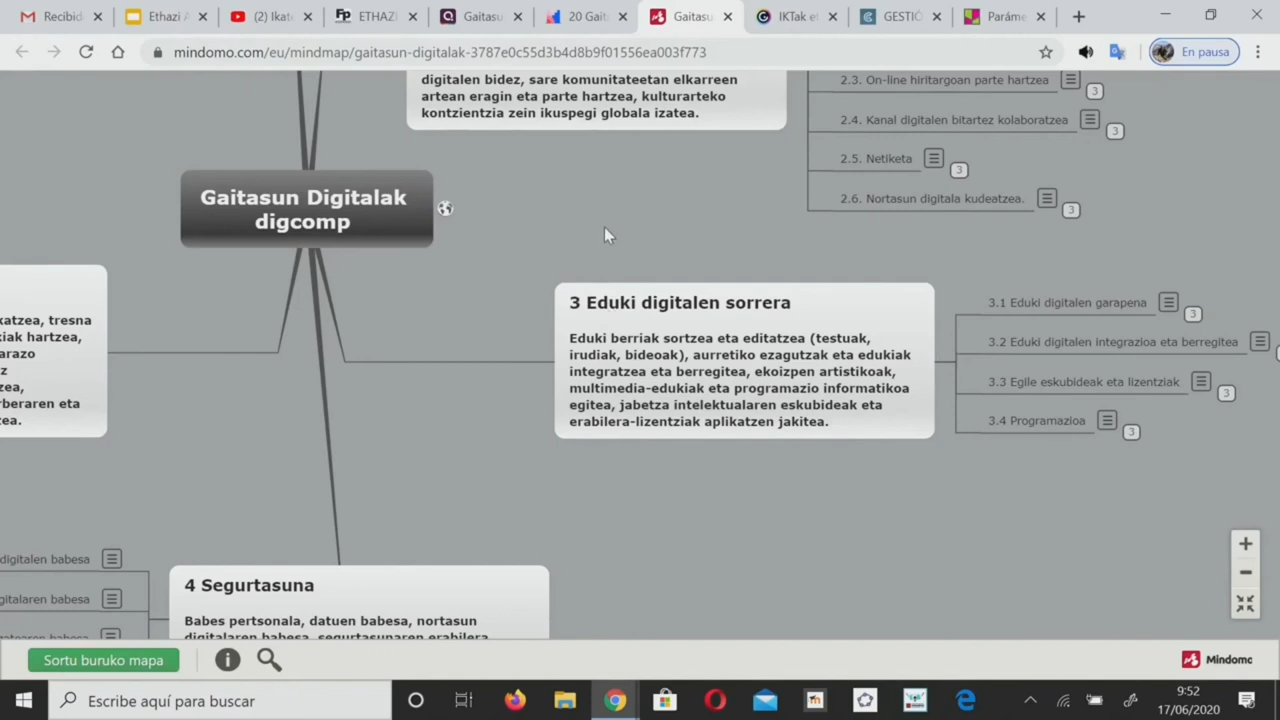 Recibid
Ethazi A
(2) Ikat
ETHAZI
Gaitasu
20 Gait
Gaitasu
IKTak et
GESTIÓ
Paráme
mindomo.com/eu/mindmap/gaitasun-digitalak-3787e0c55d3b4d8b9f01556ea003f773
En pausa
digitalen bidez, sare komunitateetan elkarreen
artean eragin eta parte hartzea, kulturarteko
kontzientzia zein ikuspegi globala izatea.
2.3. On-line hiritargoan parte hartzea
3
2.4. Kanal digitalen bitartez kolaboratzea
3
2.5. Netiketa
3
2.6. Nortasun digitala kudeatzea.
3
Gaitasun Digitalak
digcomp
katzea, tresna
kiak hartzea,
arazo
z
tzea,
rberaren eta
tzea.
3 Eduki digitalen sorrera
Eduki berriak sortzea eta editatzea (testuak,
irudiak, bideoak), aurretiko ezagutzak eta edukiak
integratzea eta berregitea, ekoizpen artistikoak,
multimedia-edukiak eta programazio informatikoa
egitea, jabetza intelektualaren eskubideak eta
erabilera-lizentziak aplikatzen jakitea.
3.1 Eduki digitalen garapena
3
3.2 Eduki digitalen integrazioa eta berregitea
3.3 Egile eskubideak eta lizentziak
3
3.4 Programazioa
3
digitalen babesa
gitalaren babesa
4 Segurtasuna
Babes pertsonala, datuen babesa, nortasun
digitalaren babesa, segurtasunaren erabilera
Sortu buruko mapa
Mindomo
Escribe aquí para buscar
9:52
17/06/2020